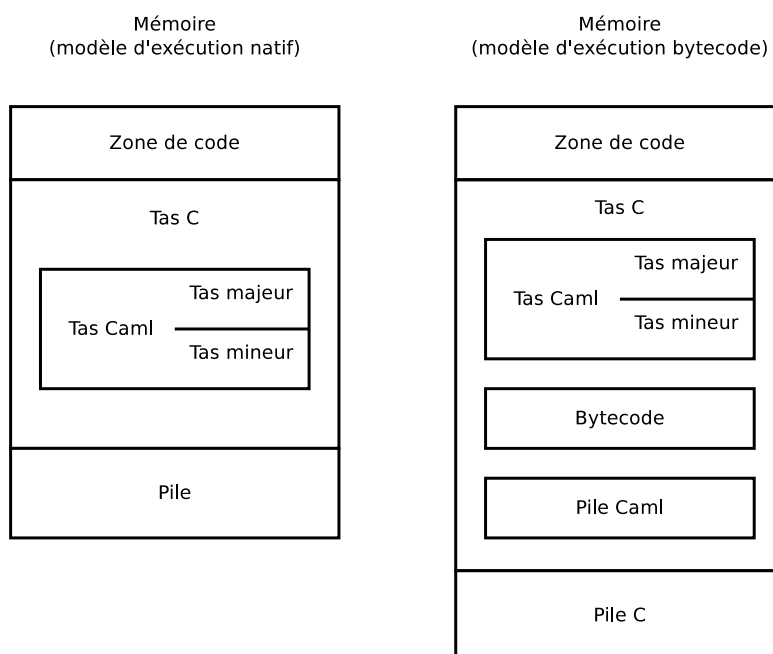 Mémoire
(modèle d'exécution natif)
Zone de code
Tas C
Tas majeur
Tas Caml
Tas mineur
Pile
Mémoire
(modèle d'exécution bytecode)
Zone de code
Tas C
Tas majeur
Tas Caml
Tas mineur
Bytecode
Pile Caml
Pile C